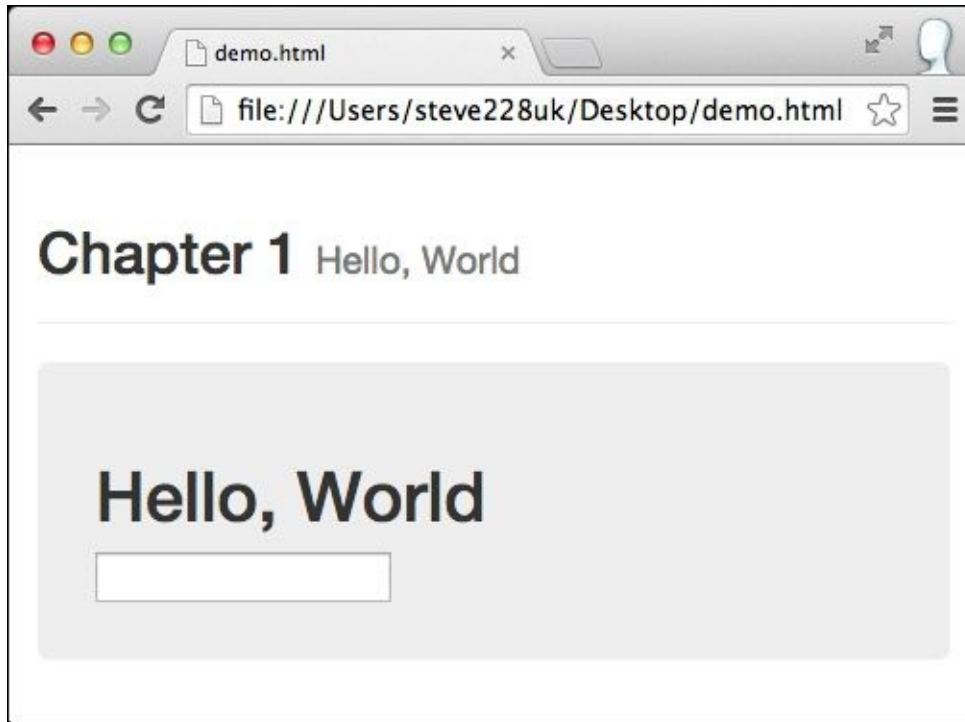 demo.html
file:///Users/steve228uk/Desktop/demo.html
Chapter 1 Hello, World
Hello, World